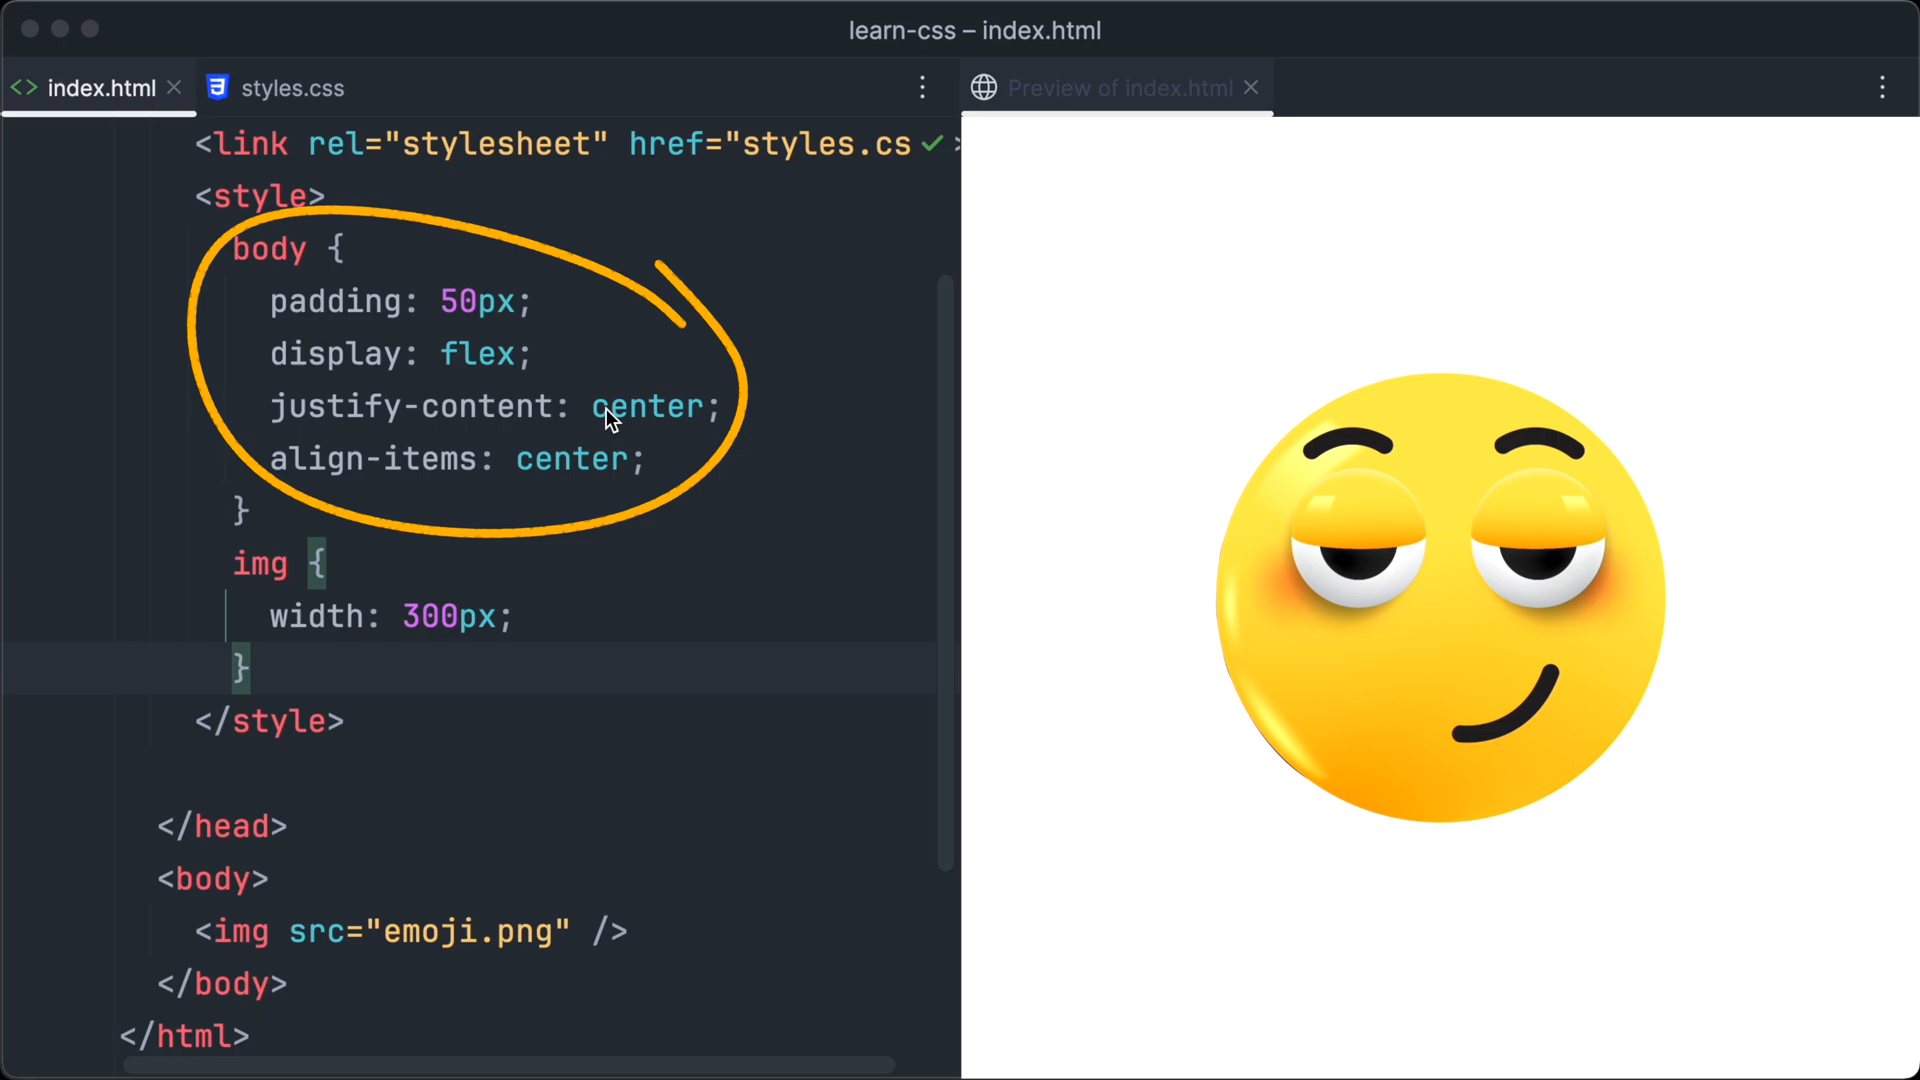 learn-css – index.html
index.html
styles.css
Preview of index.html
<link rel="stylesheet" href="styles.cs
<style>
body {
padding: 50px;
display: flex;
justify-content: center;
align-items: center;
}
img {
width: 300px;
}
</style>
</head>
<body>
<img src="emoji.png" />
</body>
</html>